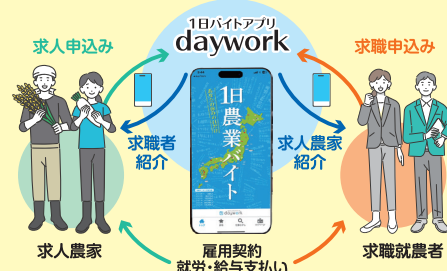 1日バイトアプリ
daywork
求人申込み
求職申込み
求職者
紹介
1日農業バイト
daywork
求人農家
紹介
求人農家
雇用契約
就労・給与支払い
求職就農者